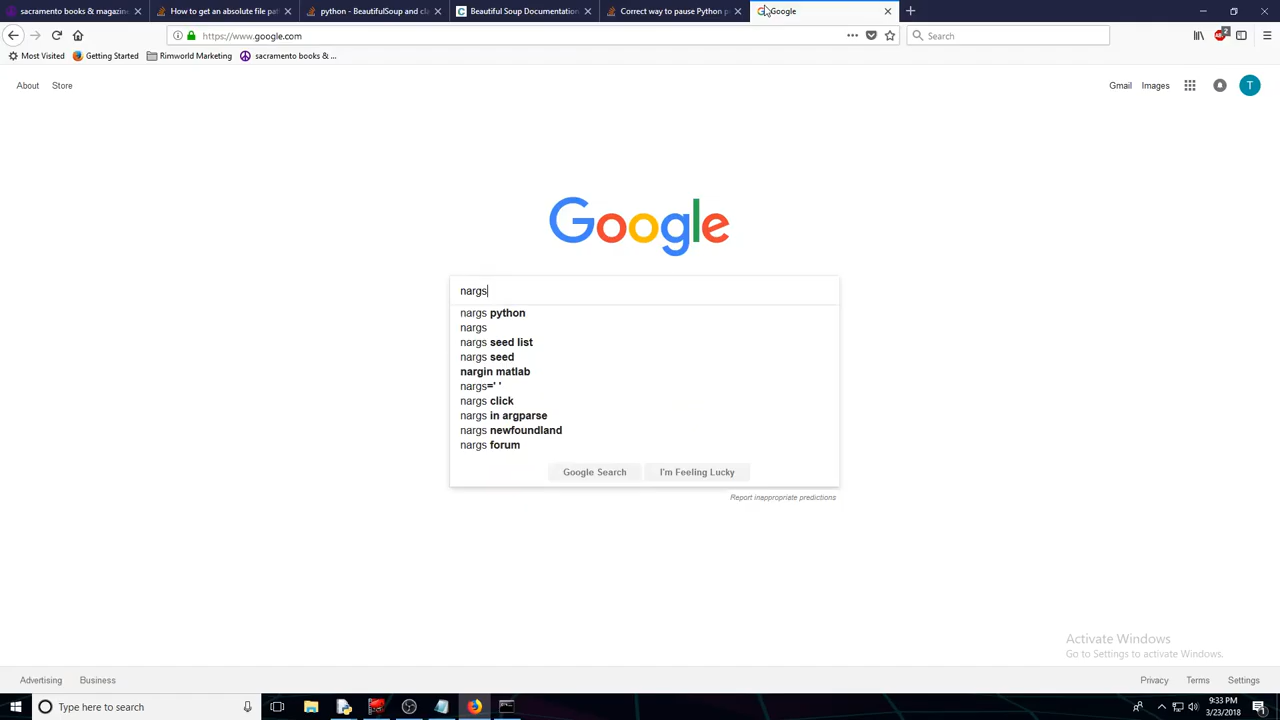 sacramento books & magazine
How to get an absolute file pat
python - BeautifulSoup and cla
Beautiful Soup Documentation
Correct way to pause Python p
Google
https://www.google.com
Search
2
Most Visited
Getting Started
Rimworld Marketing
sacramento books & ...
About
Store
Gmail
Images
T
Google
nargs
nargs python
nargs
nargs seed list
nargs seed
nargin matlab
nargs=' '
nargs click
nargs in argparse
nargs newfoundland
nargs forum
Google Search
I'm Feeling Lucky
Report inappropriate predictions
Activate Windows
Go to Settings to activate Windows.
Advertising
Business
Privacy
Terms
Settings
Type here to search
9:33 PM
3/23/2018